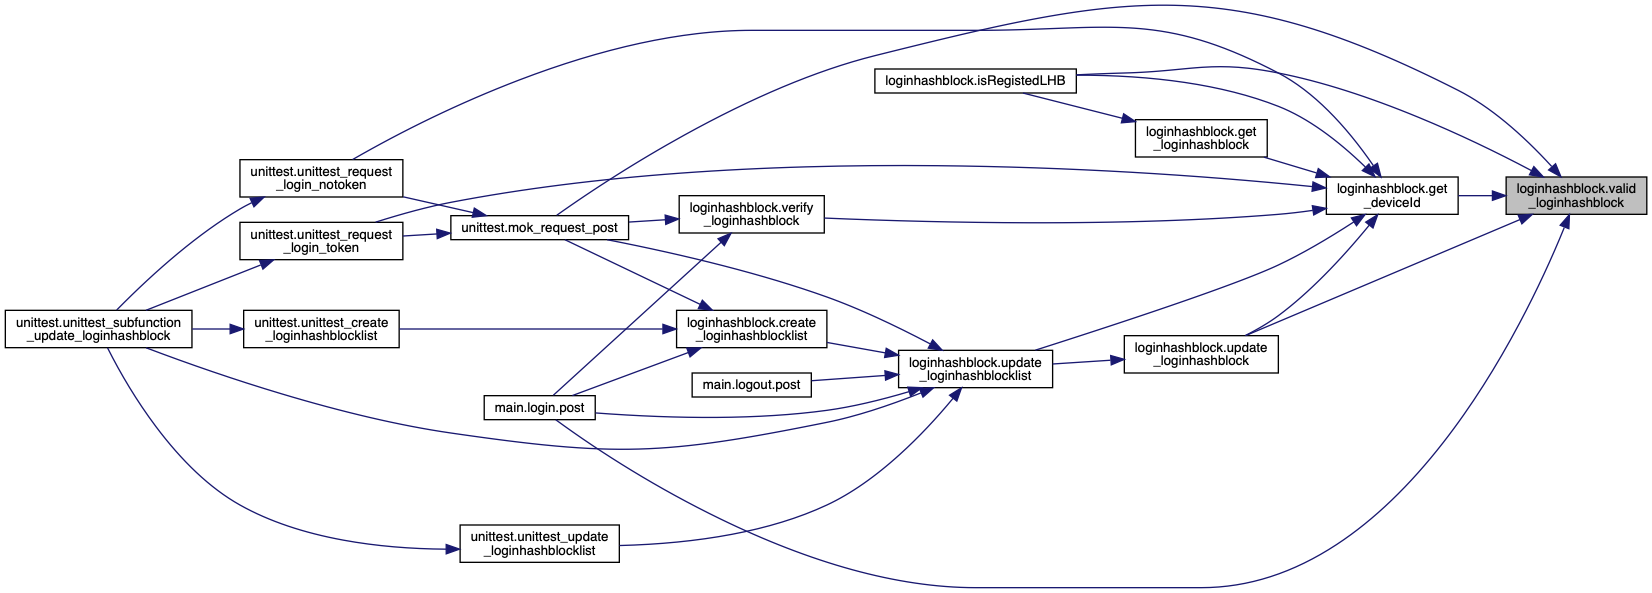 loginhashblock.isRegistedLHB
loginhashblock.get
_loginhashblock
unittest.unittest_request
_login_notoken
loginhashblock.get
_deviceId
loginhashblock.valid
_loginhashblock
loginhashblock.verify
_loginhashblock
unittest.mok_request_post
unittest.unittest_request
_login_token
unittest.unittest_subfunction
_update_loginhashblock
unittest.unittest_create
_loginhashblocklist
loginhashblock.create
_loginhashblocklist
loginhashblock.update
_loginhashblock
loginhashblock.update
_loginhashblocklist
main.logout.post
main.login.post
unittest.unittest_update
_loginhashblocklist